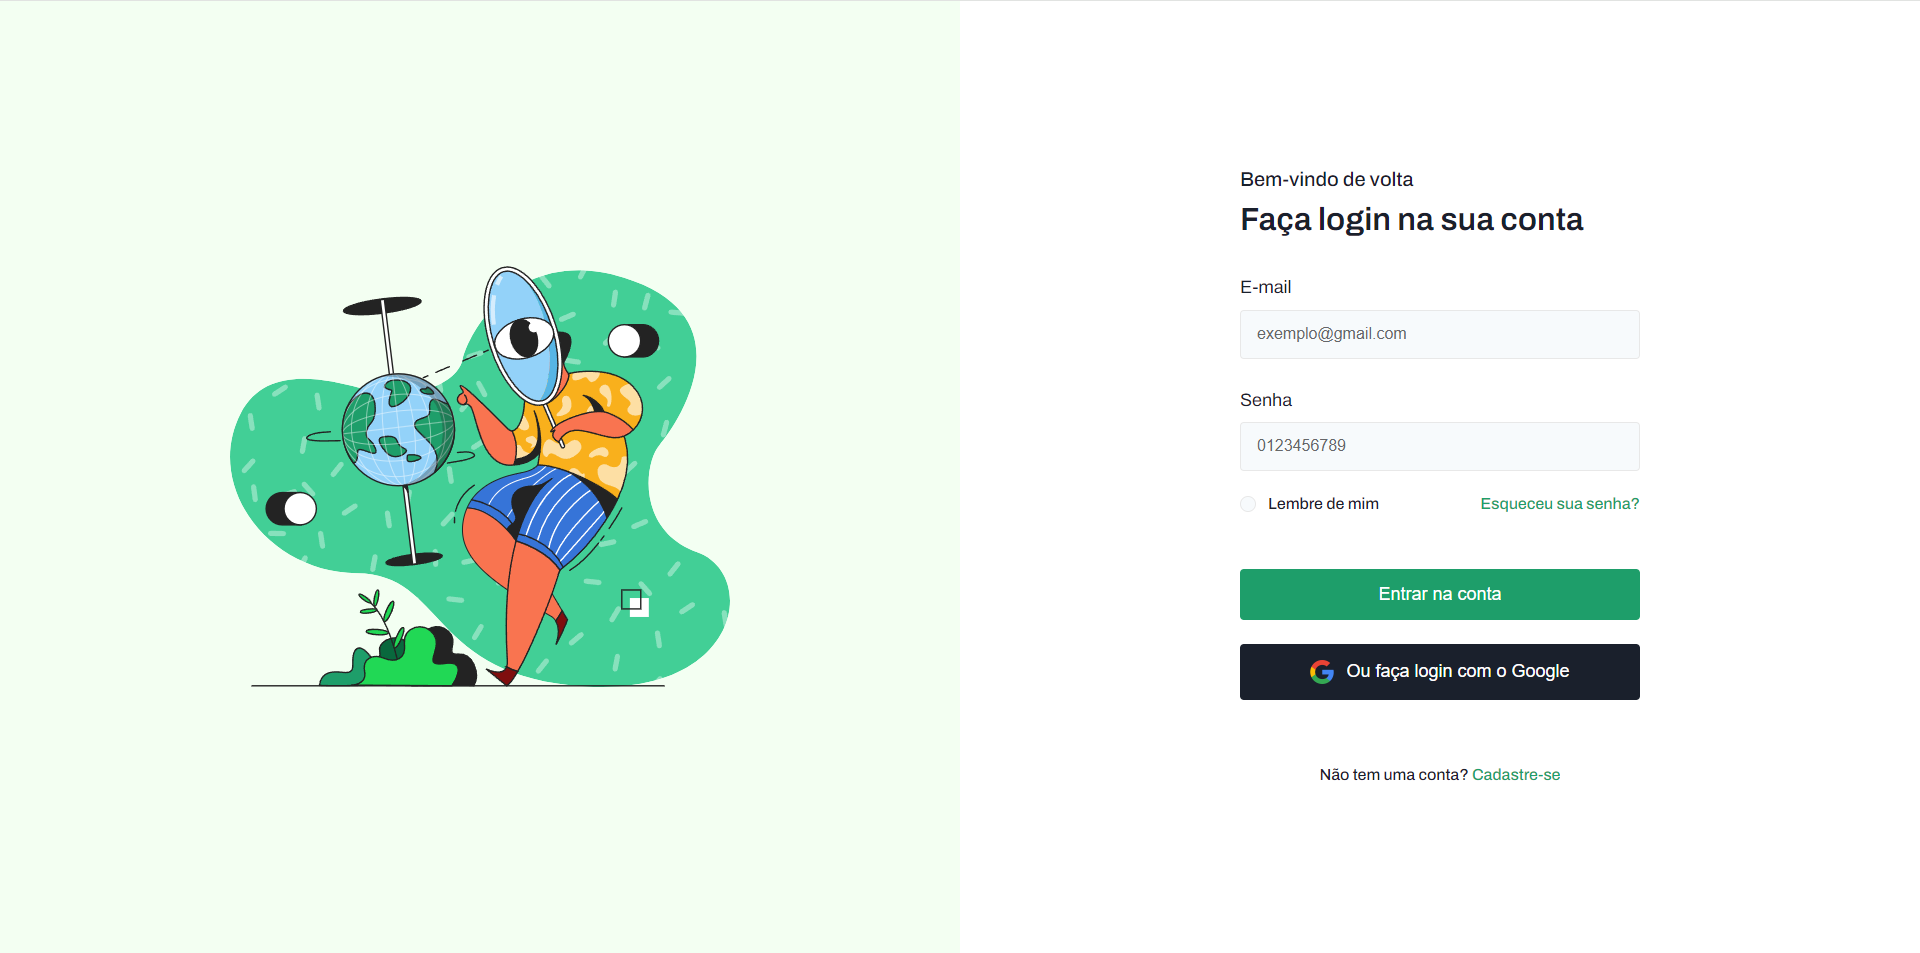 Bem-vindo de volta
Faça login na sua conta
E-mail
exemplo@gmail.com
Senha
0123456789
Lembre de mim
Esqueceu sua senha?
Entrar na conta
Ou faça login com o Google
Não tem uma conta? Cadastre-se